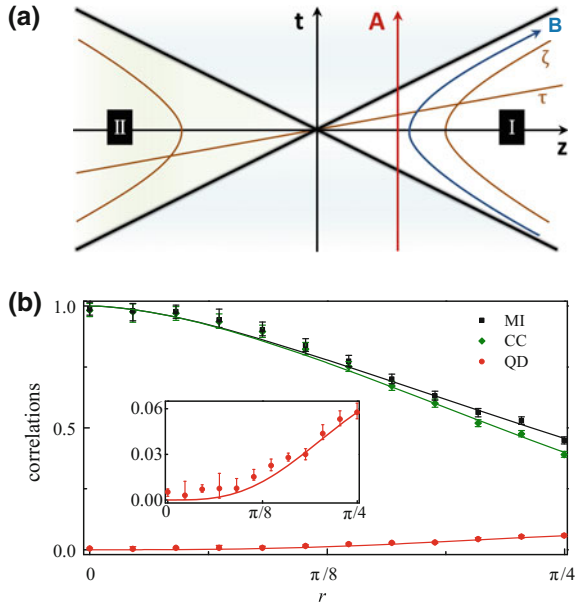 (a)
t
A
B
ζ
τ
II
I
z
(b)
1.0
0.5
0.0
correlations
MI
CC
QD
0.06
0.03
0.00
0
π/8
π/4
0
π/8
π/4
r